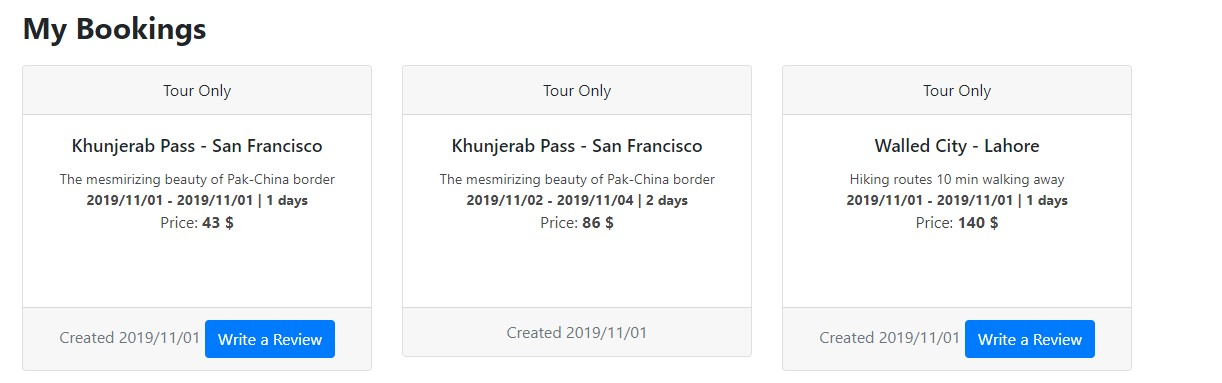 My Bookings
Tour Only
Khunjerab Pass - San Francisco
The mesmirizing beauty of Pak-China border
2019/11/01 - 2019/11/01 | 1 days
Price: 43 $
Created 2019/11/01 Write a Review
Tour Only
Khunjerab Pass - San Francisco
The mesmirizing beauty of Pak-China border
2019/11/02 - 2019/11/04 | 2 days
Price: 86 $
Created 2019/11/01
Tour Only
Walled City - Lahore
Hiking routes 10 min walking away
2019/11/01 - 2019/11/01 | 1 days
Price: 140 $
Created 2019/11/01 Write a Review